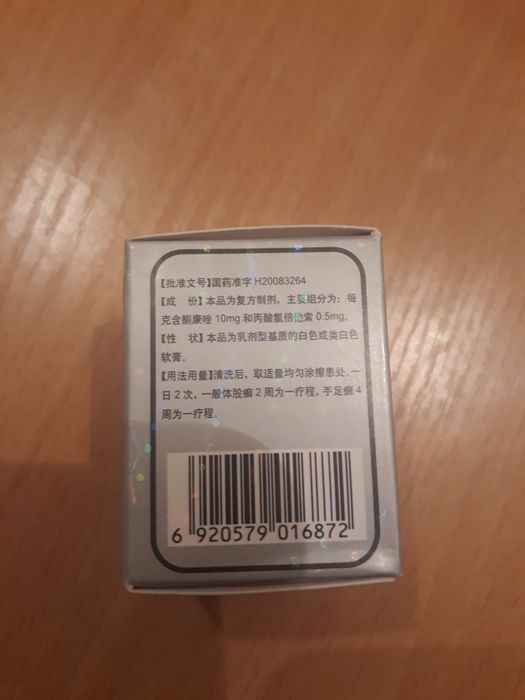 【批准文号】国药准字 H20083264
【成　份】本品为复方制剂，主要组分为：每
克含酮康唑 10mg 和丙酸氯倍他索 0.5mg。
【性　状】本品为乳剂型基质的白色或类白色
软膏。
【用法用量】清洗后，取适量均匀涂擦患处，一
日 2 次，一般体股癣 2 周为一疗程，手足癣 4
周为一疗程。
6 920579 016872